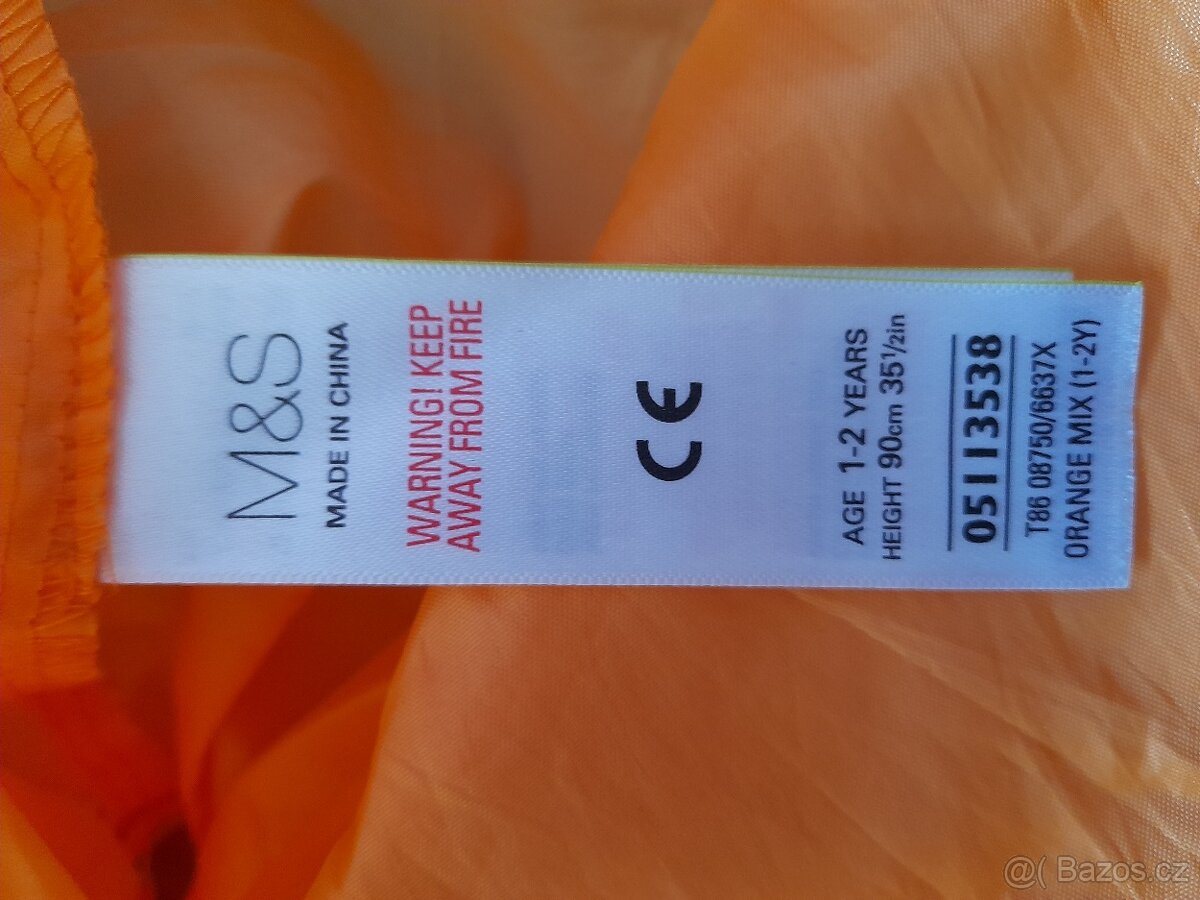 M&S
MADE IN CHINA
WARNING! KEEP
AWAY FROM FIRE
CE
AGE 1-2 YEARS
HEIGHT 90cm 35½in
05113538
T86 08750/6637X
ORANGE MIX (1-2Y)
@( Bazos.cz